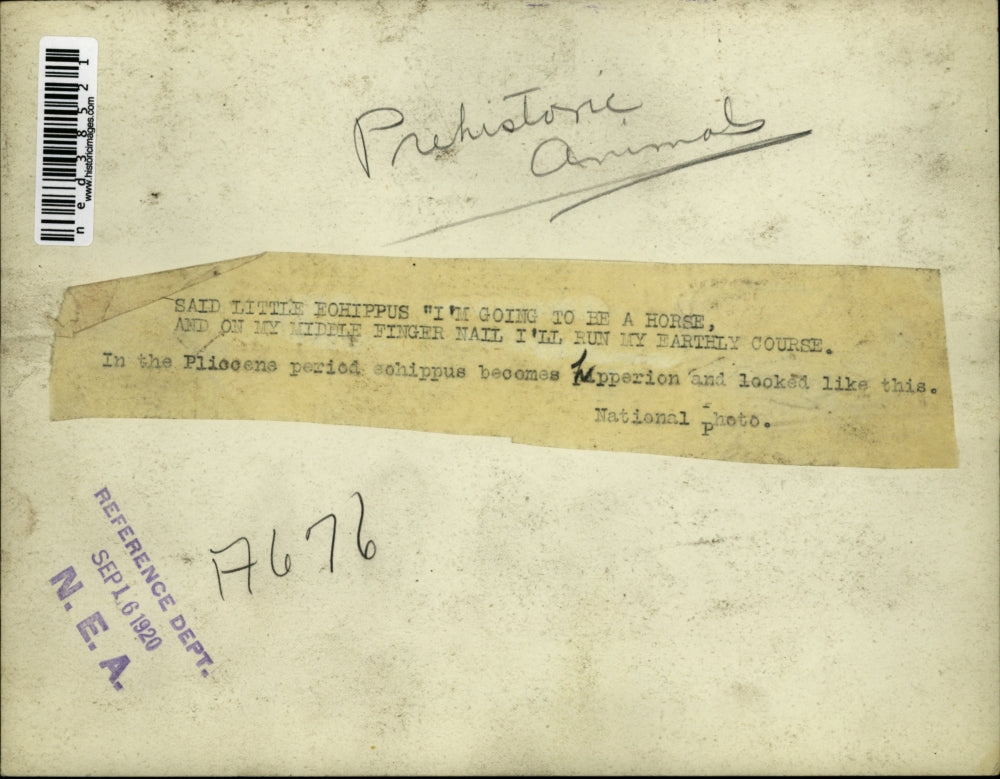 Prehistoric
Animals
ned38521
www.historicimages.com
SAID LITTLE EOHIPPUS "I'M GOING TO BE A HORSE,
AND ON MY MIDDLE FINGER NAIL I'LL RUN MY EARTHLY COURSE.
In the Pliocene period eohippus becomes hipperion and looked like this.
National photo.
A676
REFERENCE DEPT.
SEP 16 1920
N. E. A.